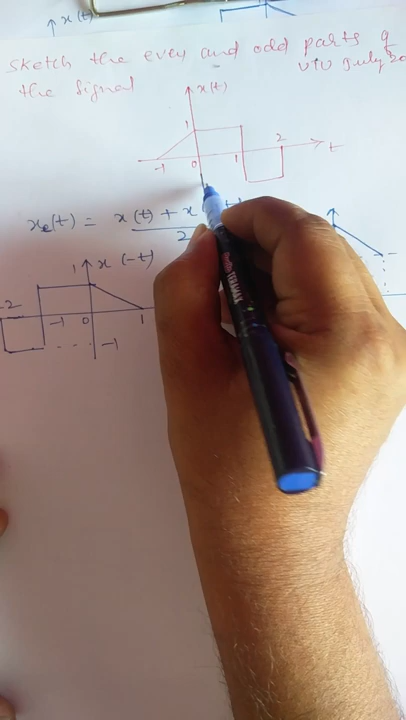 x(t)
Sketch the even and odd parts of
the Signal VTU July 20
x(t)
1
-1 0 1 2 t
xe(t) = x(t) + x
2
1 x(-t)
-2 -1 0 1
-1